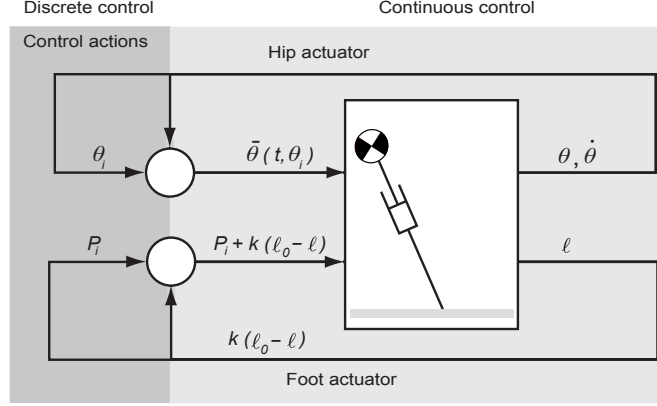 Discrete control
Continuous control
Control actions
Hip actuator
θᵢ
θ̄ (t, θᵢ)
θ, θ̇
Pᵢ
Pᵢ + k (ℓ₀ – ℓ)
ℓ
k (ℓ₀ – ℓ)
Foot actuator